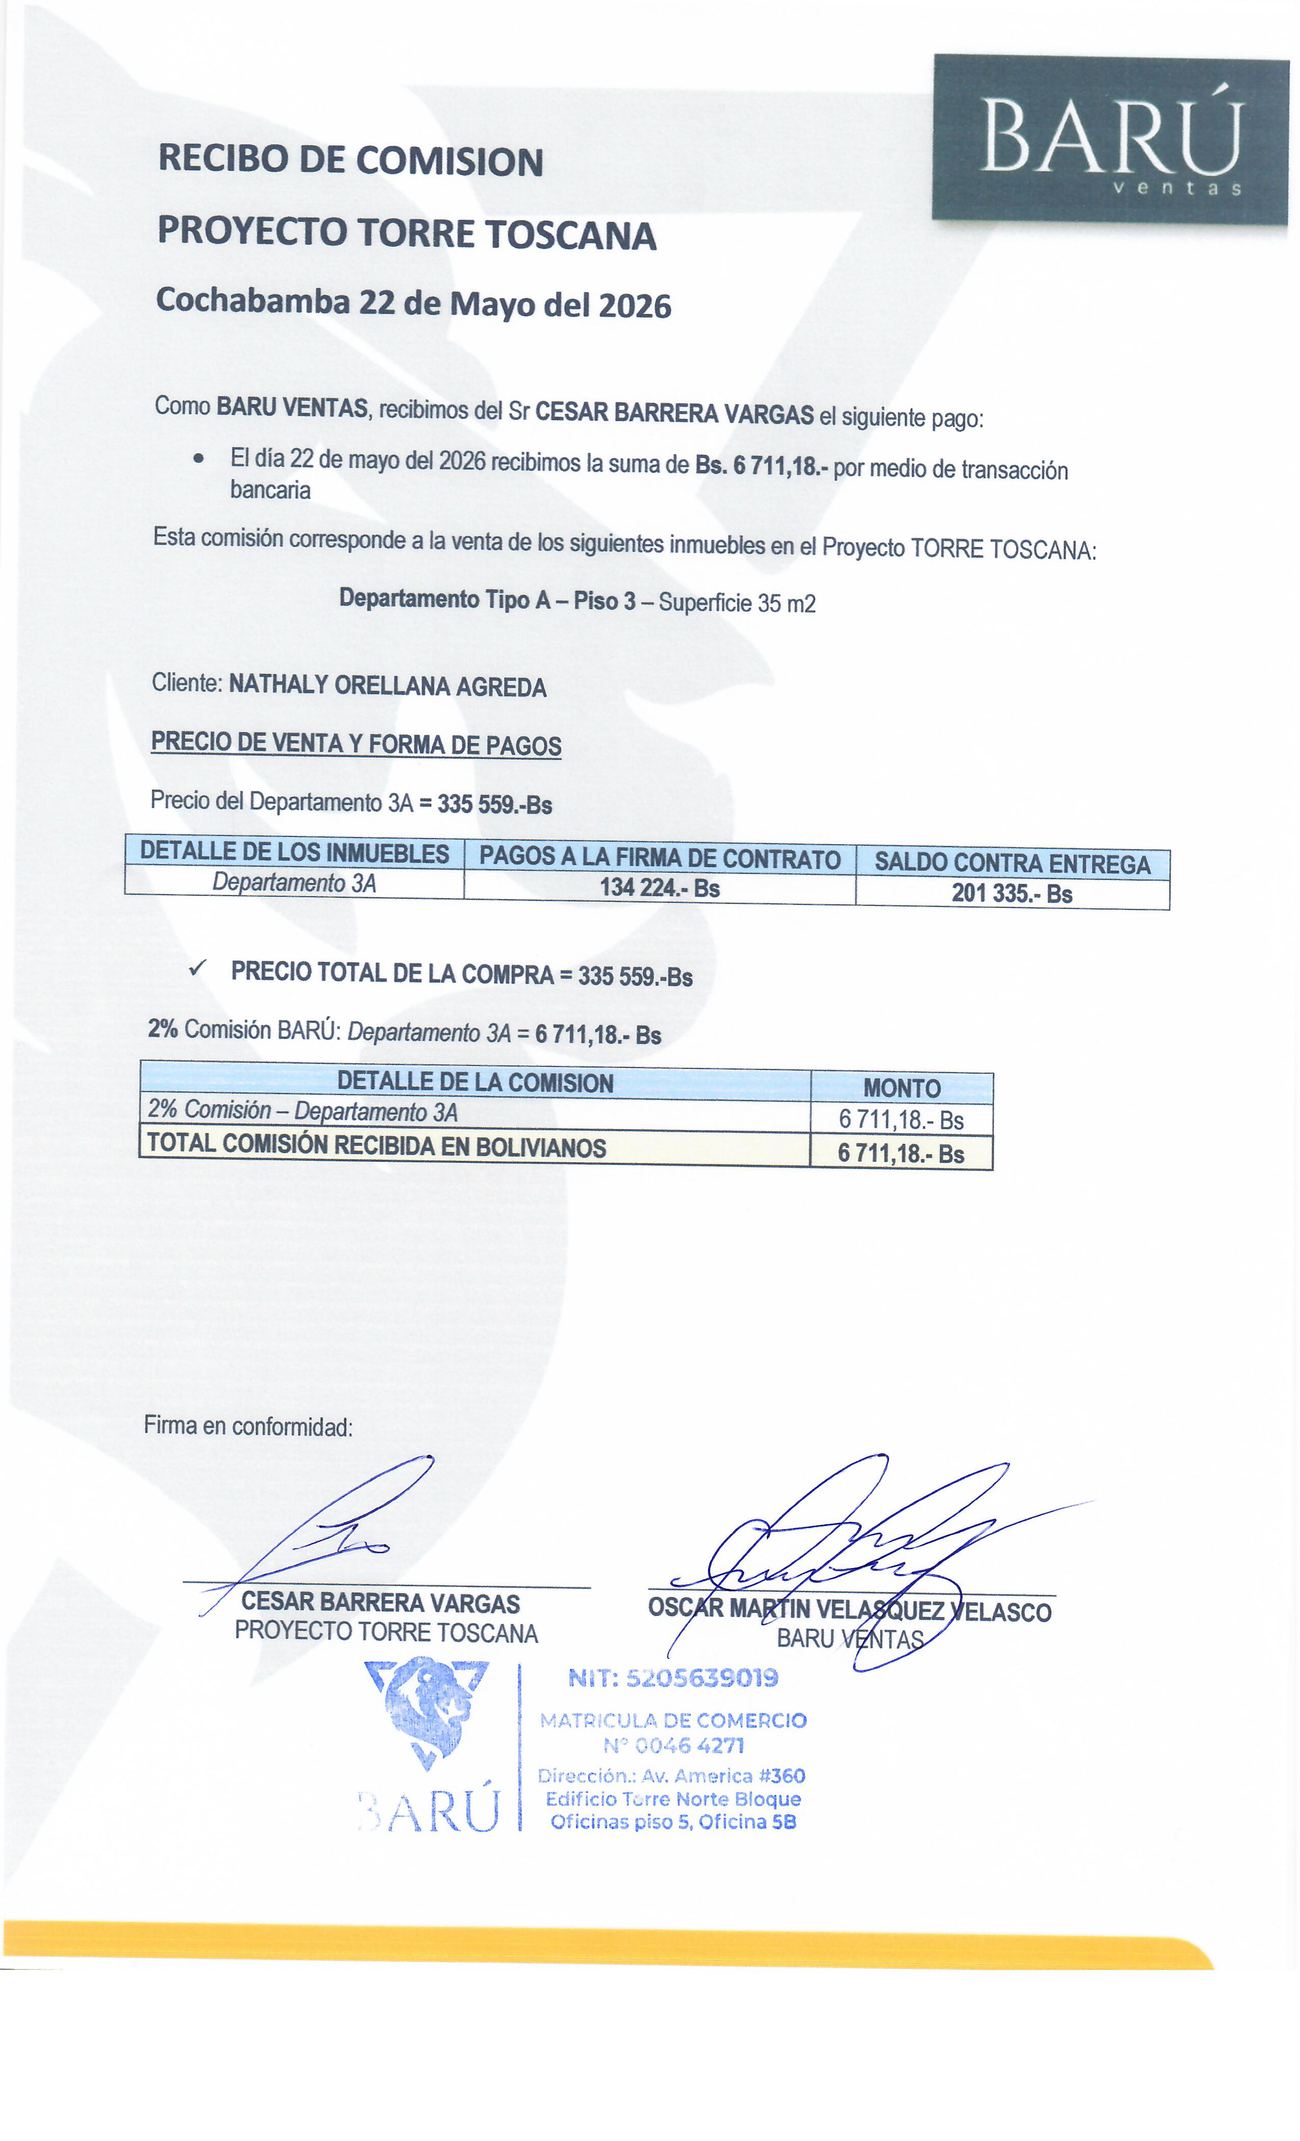 BARÚ
ventas
RECIBO DE COMISION
PROYECTO TORRE TOSCANA
Cochabamba 22 de Mayo del 2026
Como BARU VENTAS, recibimos del Sr CESAR BARRERA VARGAS el siguiente pago:
• El día 22 de mayo del 2026 recibimos la suma de Bs. 6 711,18.- por medio de transacción
bancaria
Esta comisión corresponde a la venta de los siguientes inmuebles en el Proyecto TORRE TOSCANA:
Departamento Tipo A – Piso 3 – Superficie 35 m2
Cliente: NATHALY ORELLANA AGREDA
PRECIO DE VENTA Y FORMA DE PAGOS
Precio del Departamento 3A = 335 559.-Bs
DETALLE DE LOS INMUEBLES PAGOS A LA FIRMA DE CONTRATO SALDO CONTRA ENTREGA
Departamento 3A 134 224.- Bs 201 335.- Bs
✓ PRECIO TOTAL DE LA COMPRA = 335 559.-Bs
2% Comisión BARÚ: Departamento 3A = 6 711,18.- Bs
DETALLE DE LA COMISION MONTO
2% Comisión – Departamento 3A 6 711,18.- Bs
TOTAL COMISIÓN RECIBIDA EN BOLIVIANOS 6 711,18.- Bs
Firma en conformidad:
CESAR BARRERA VARGAS
PROYECTO TORRE TOSCANA
OSCAR MARTIN VELASQUEZ VELASCO
BARU VENTAS
BARÚ
NIT: 5205639019
MATRICULA DE COMERCIO
N° 0046 4271
Dirección.: Av. America #360
Edificio Torre Norte Bloque
Oficinas piso 5, Oficina 5B